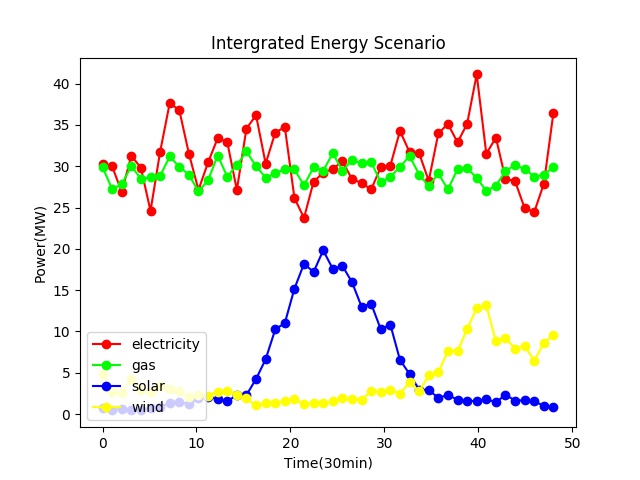 Intergrated Energy Scenario
Power(MW)
40
35
30
25
20
15
10
5
0
electricity
gas
solar
wind
0 10 20 30 40 50
Time(30min)